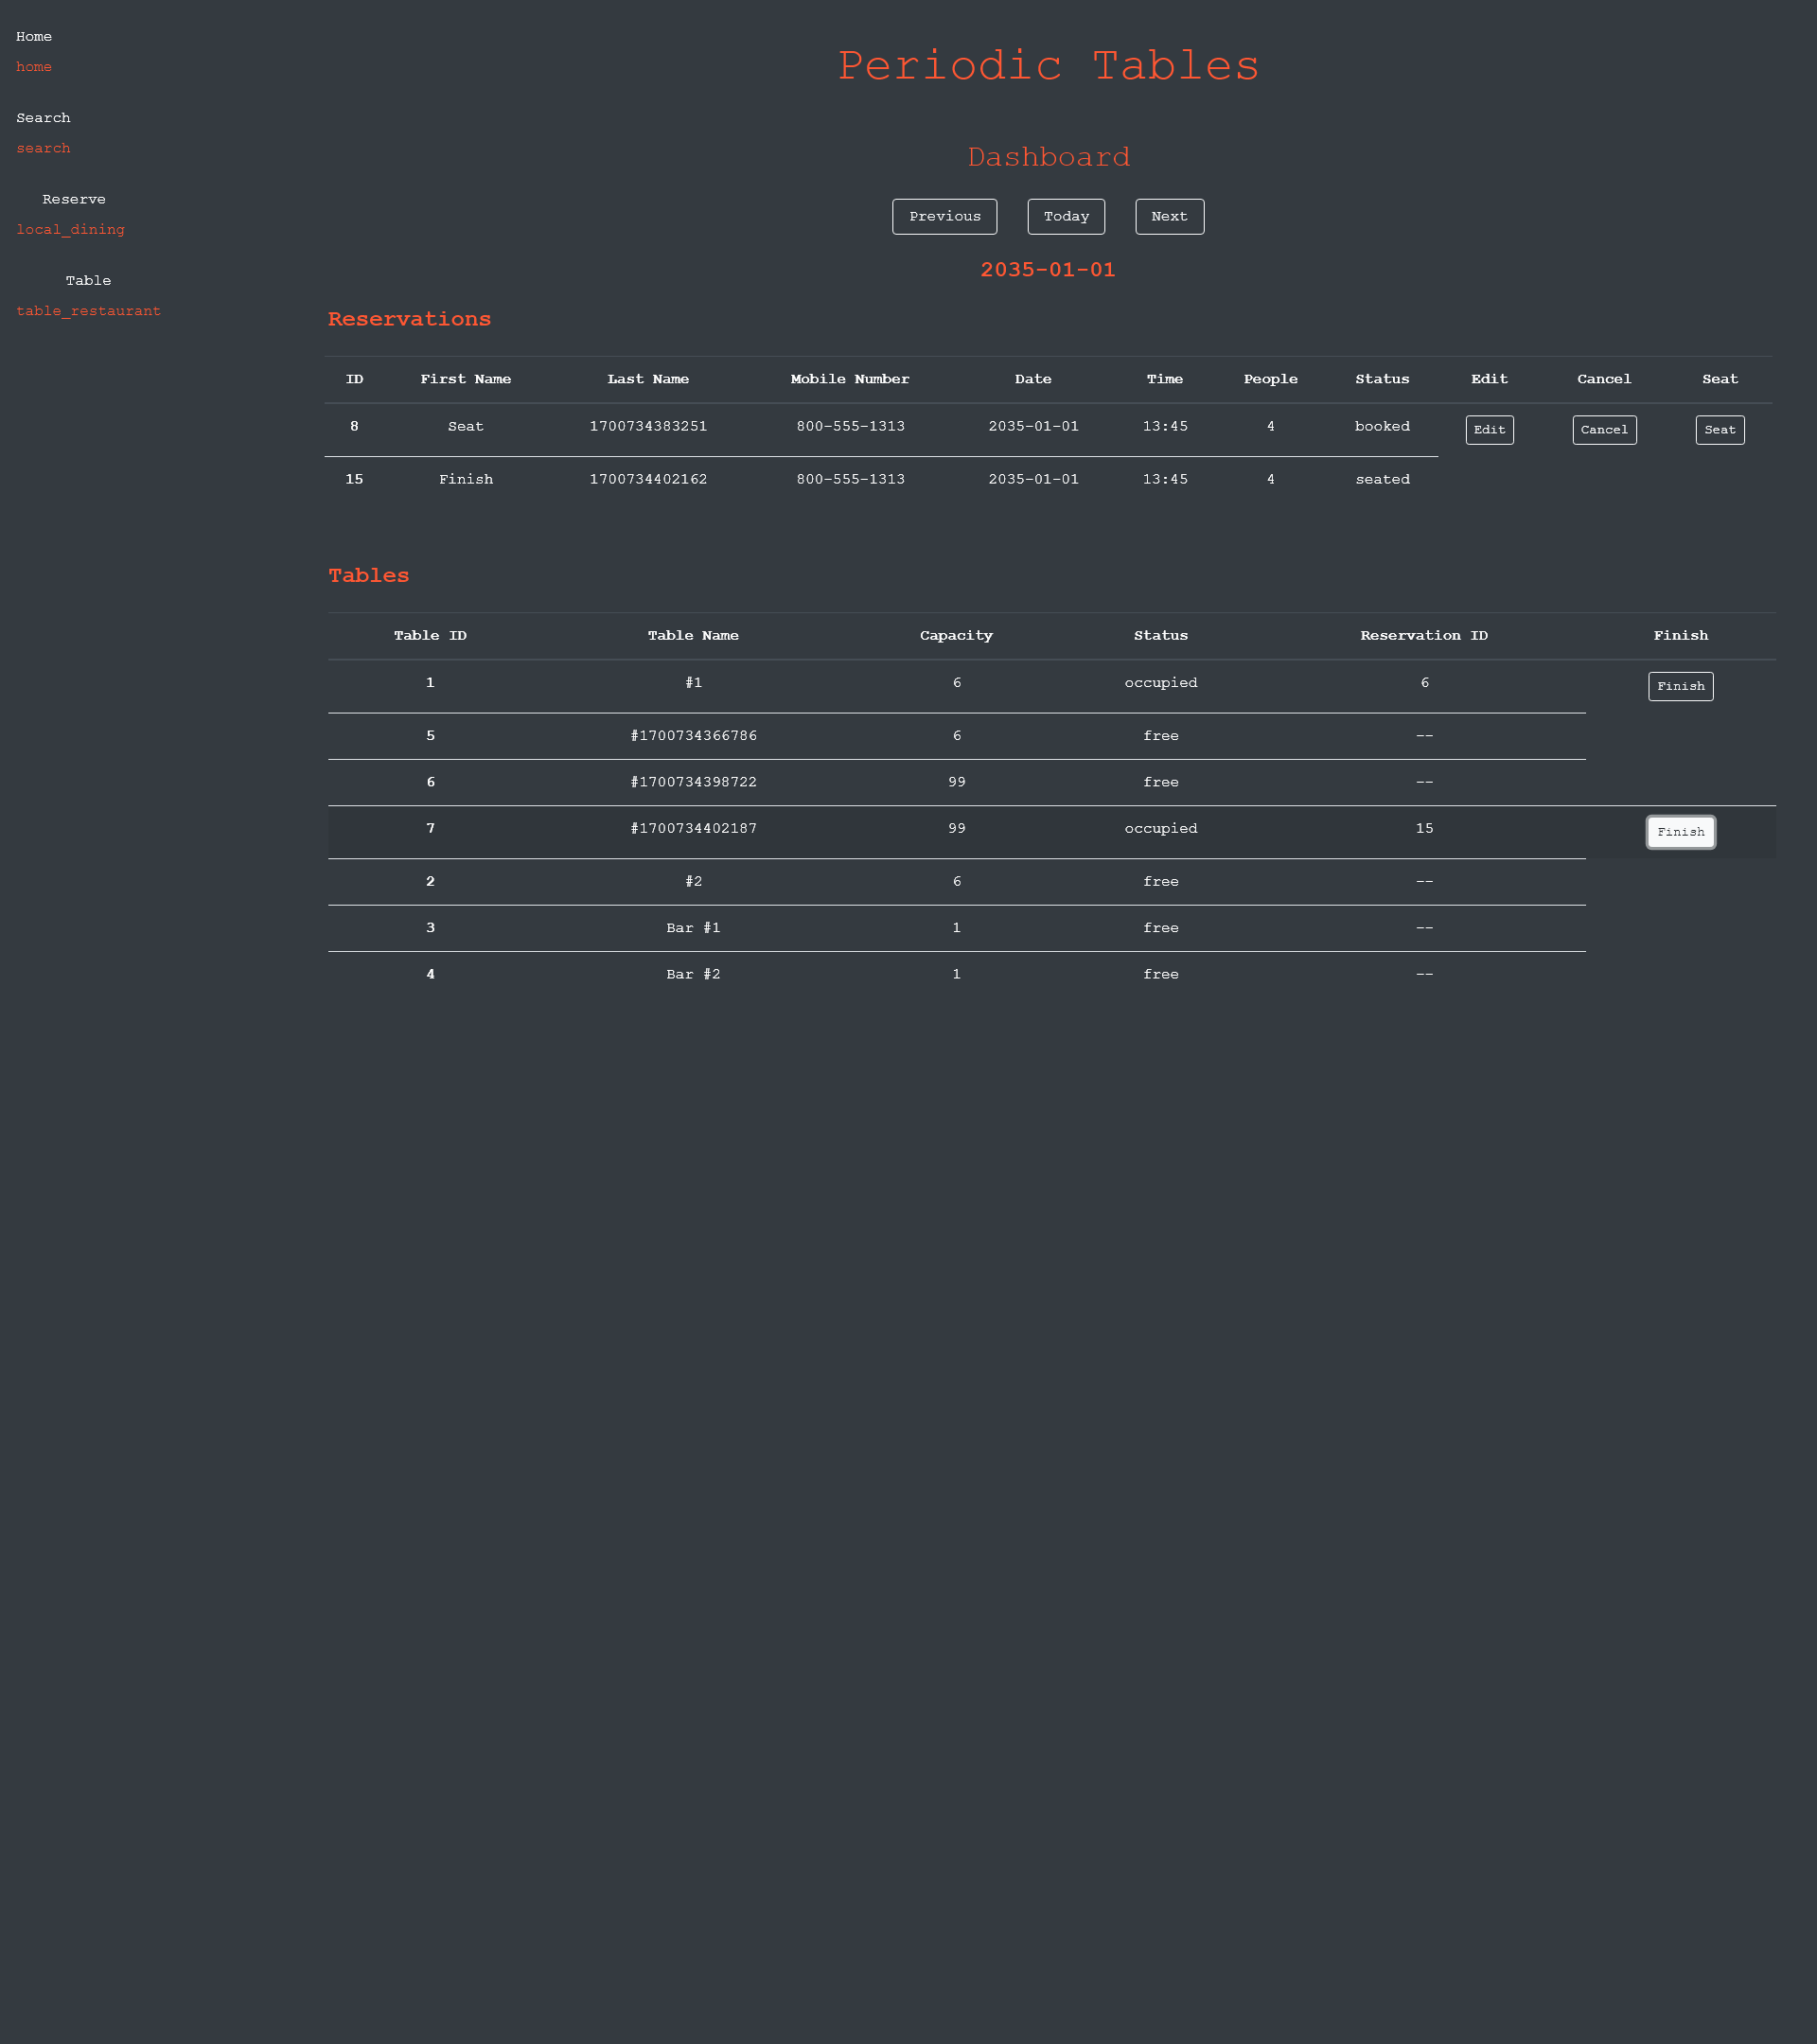 Home
home
Search
search
Reserve
local_dining
Table
table_restaurant
Periodic Tables
Dashboard
Previous Today Next
2035-01-01
Reservations
ID First Name Last Name Mobile Number Date Time People Status Edit Cancel Seat
8 Seat 1700734383251 800-555-1313 2035-01-01 13:45 4 booked Edit Cancel Seat
15 Finish 1700734402162 800-555-1313 2035-01-01 13:45 4 seated
Tables
Table ID Table Name Capacity Status Reservation ID Finish
1 #1 6 occupied 6 Finish
5 #1700734366786 6 free --
6 #1700734398722 99 free --
7 #1700734402187 99 occupied 15 Finish
2 #2 6 free --
3 Bar #1 1 free --
4 Bar #2 1 free --